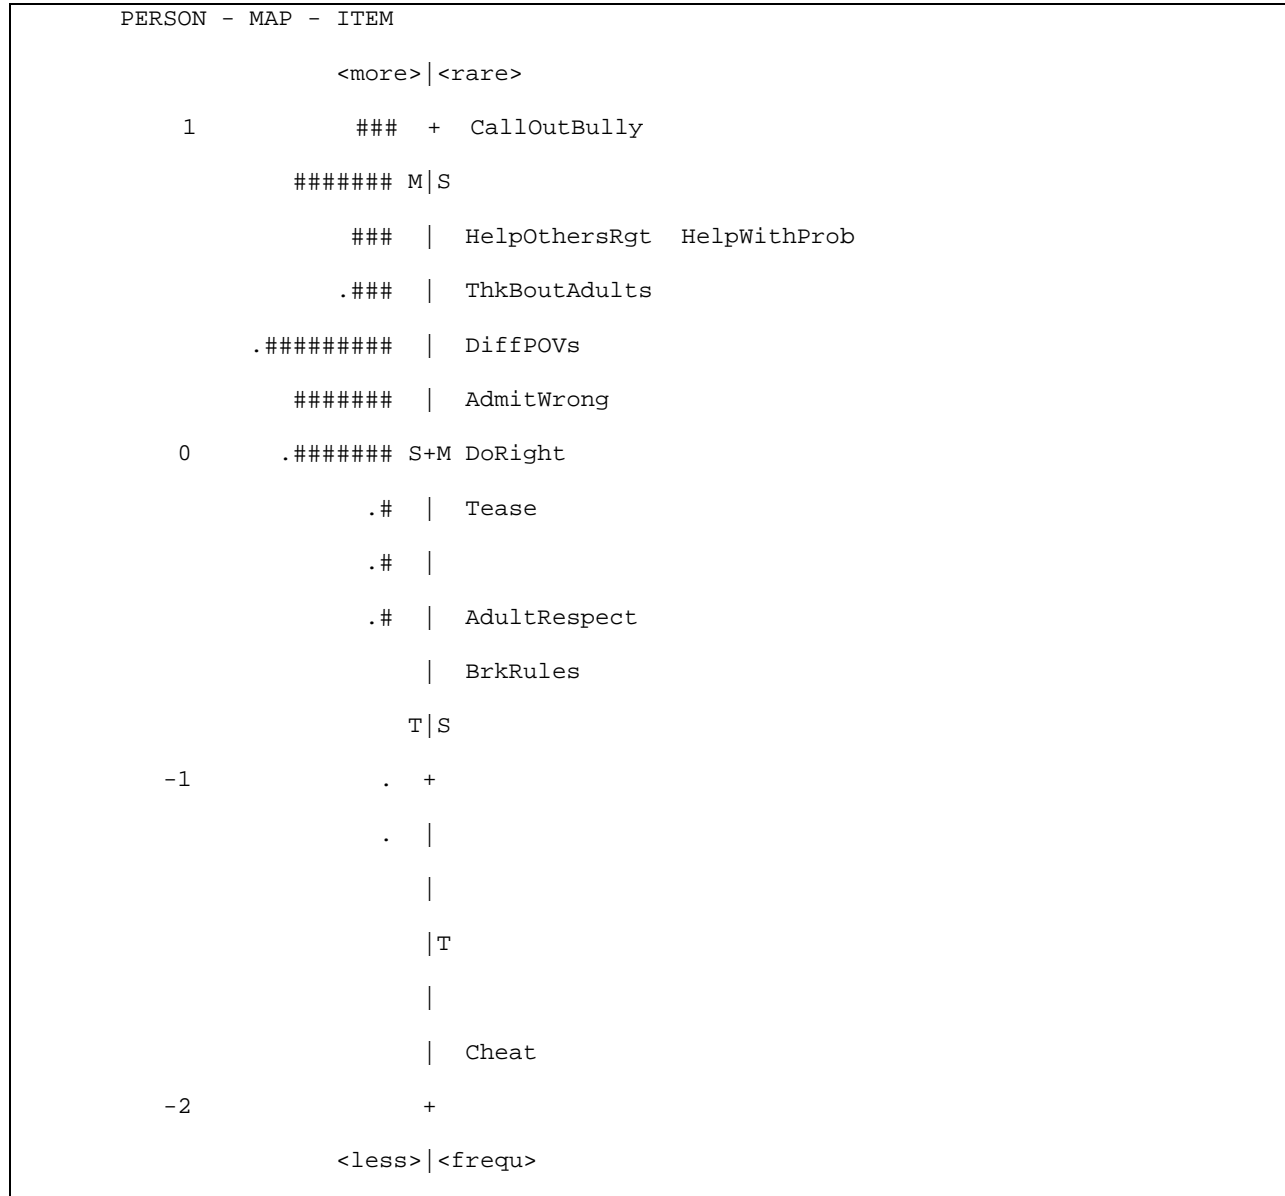 PERSON - MAP - ITEM
<more>|<rare>
1 ### + CallOutBully
####### M|S
### | HelpOthersRgt HelpWithProb
.### | ThkBoutAdults
.######### | DiffPOVs
####### | AdmitWrong
0 .####### S+M DoRight
.# | Tease
.# |
.# | AdultRespect
| BrkRules
T|S
-1 . +
. |
|
|T
|
| Cheat
-2 +
<less>|<frequ>